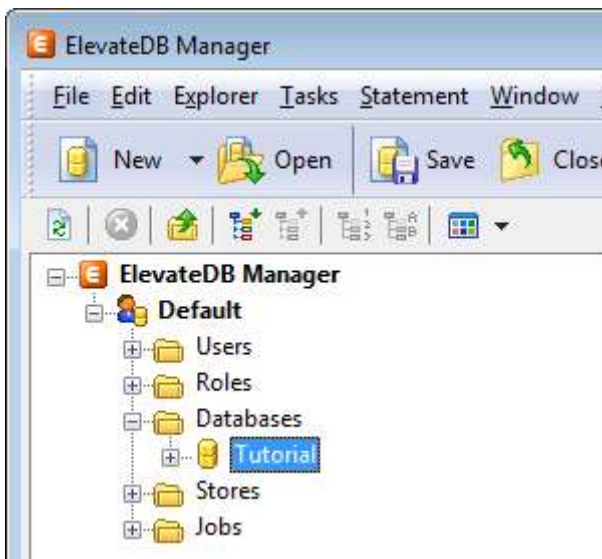 ElevateDB Manager
File Edit Explorer Tasks Statement Window
New Open Save Close
ElevateDB Manager
Default
Users
Roles
Databases
Tutorial
Stores
Jobs